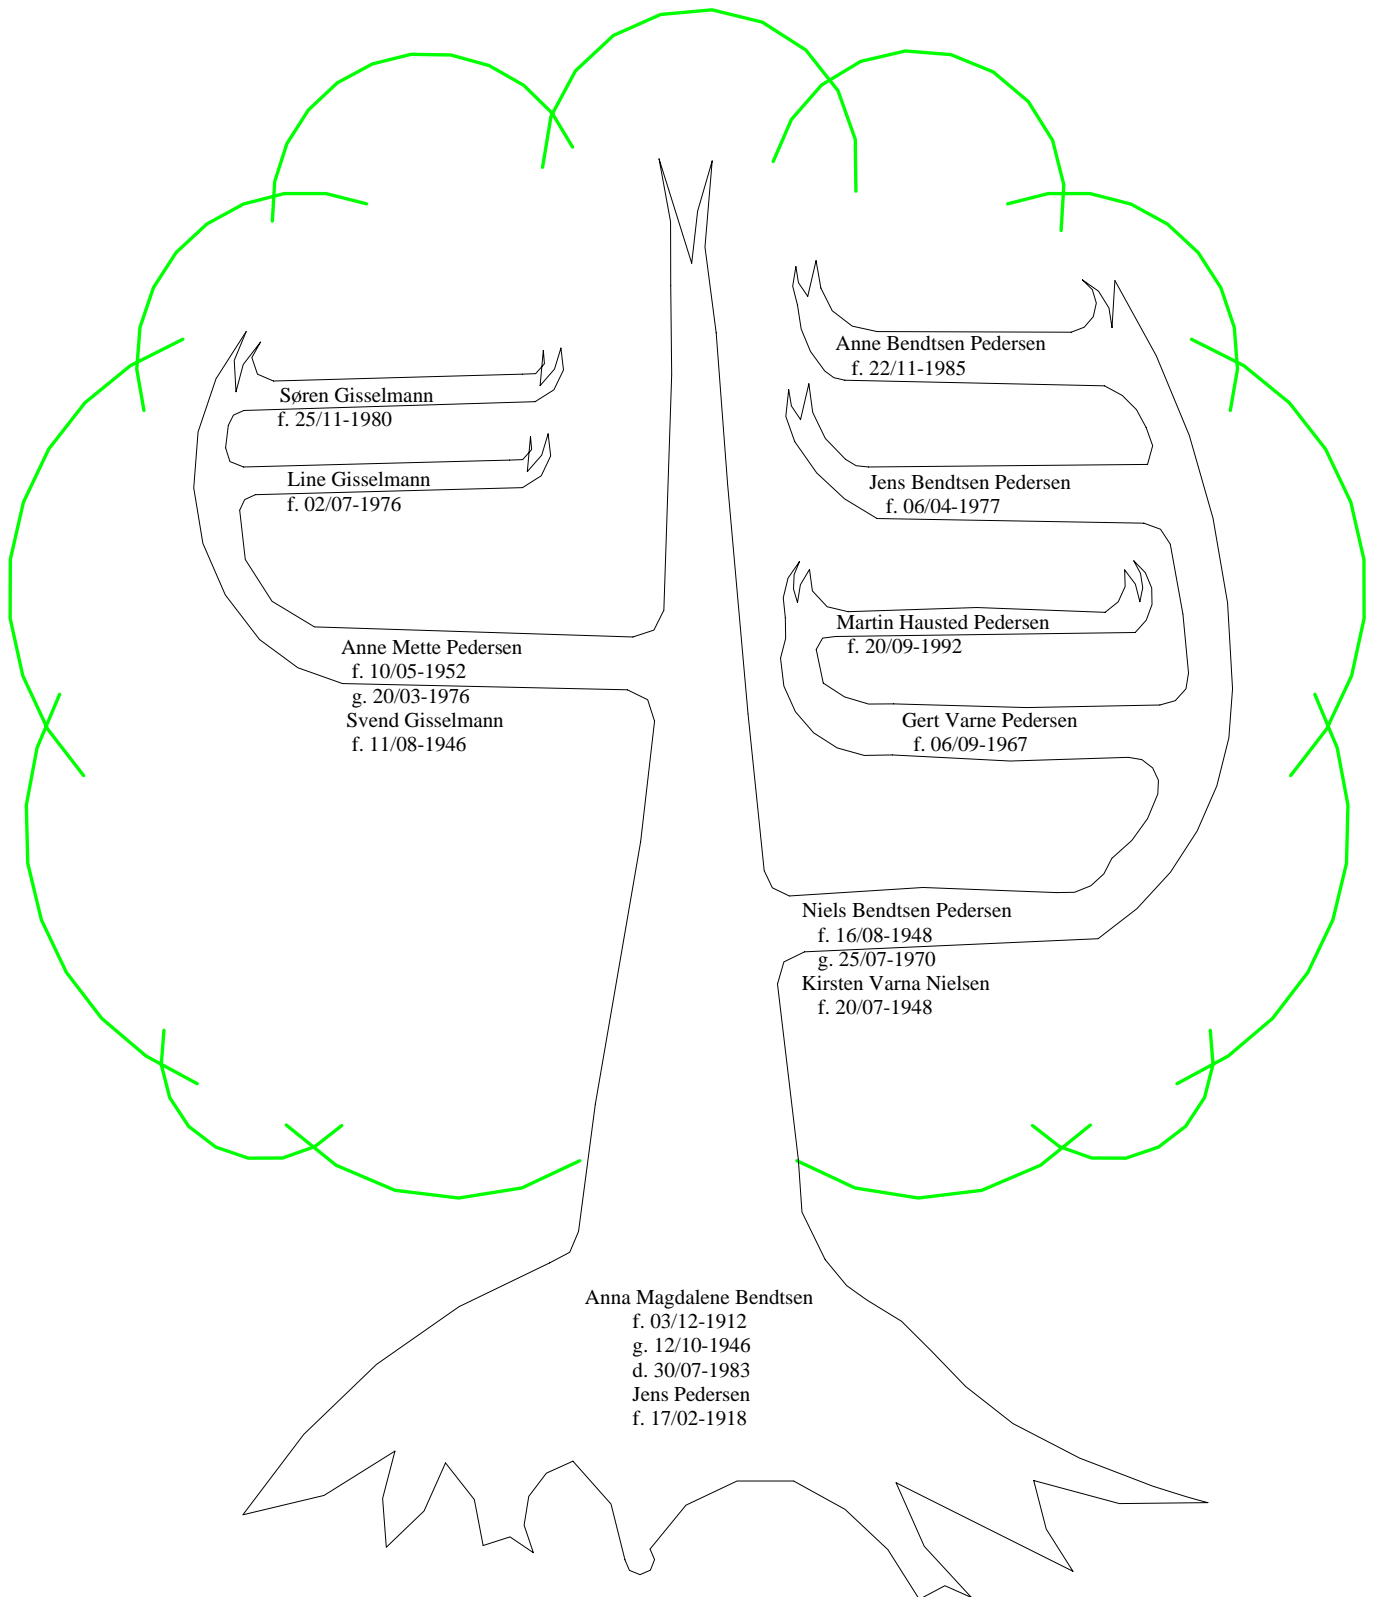 Anne Bendtsen Pedersen
f. 22/11-1985
Søren Gisselmann
f. 25/11-1980
Line Gisselmann
f. 02/07-1976
Jens Bendtsen Pedersen
f. 06/04-1977
Martin Hausted Pedersen
f. 20/09-1992
Anne Mette Pedersen
f. 10/05-1952
g. 20/03-1976
Svend Gisselmann
f. 11/08-1946
Gert Varne Pedersen
f. 06/09-1967
Niels Bendtsen Pedersen
f. 16/08-1948
g. 25/07-1970
Kirsten Varna Nielsen
f. 20/07-1948
Anna Magdalene Bendtsen
f. 03/12-1912
g. 12/10-1946
d. 30/07-1983
Jens Pedersen
f. 17/02-1918